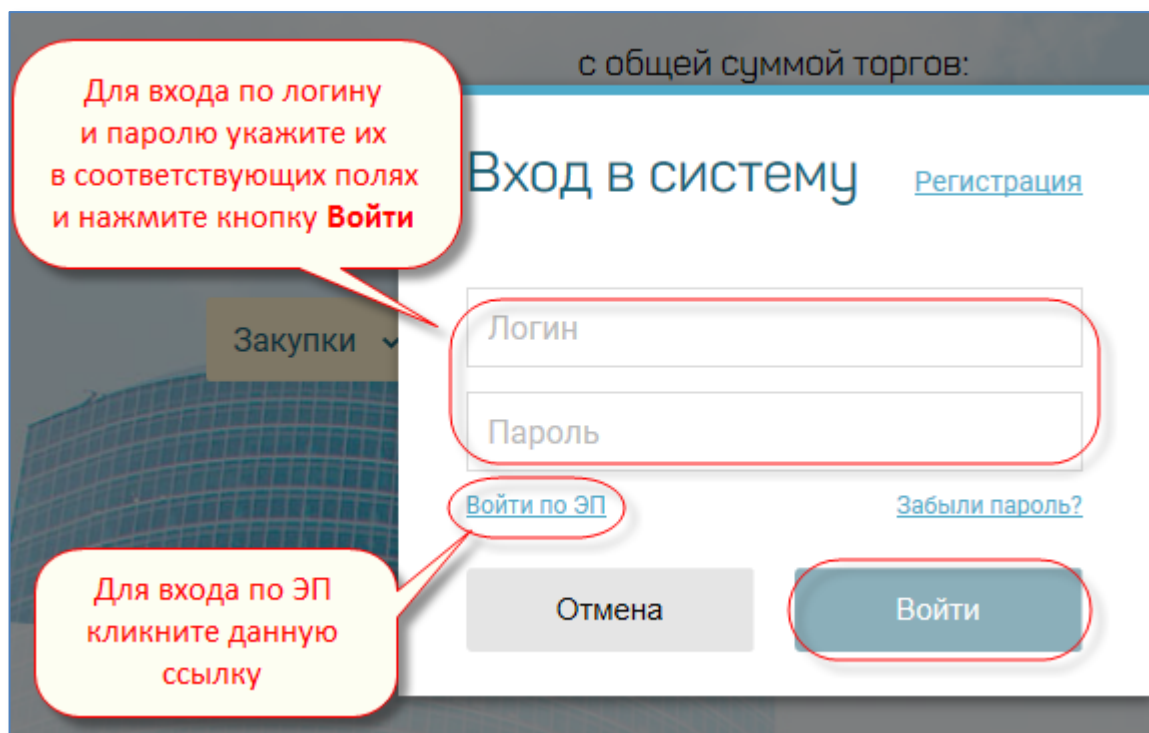 с общей суммой торгов:
Для входа по логину
и паролю укажите их
в соответствующих полях
и нажмите кнопку Войти
Вход в систему
Регистрация
Закупки
Логин
Пароль
Войти по ЭП
Забыли пароль?
Для входа по ЭП
кликните данную
ссылку
Отмена
Войти